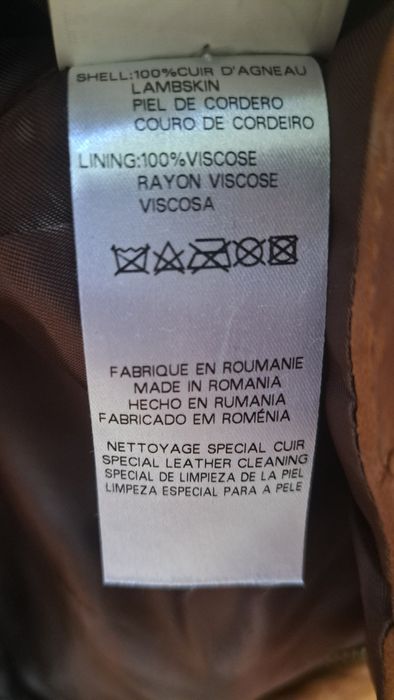 SHELL:100%CUIR D'AGNEAU
LAMBSKIN
PIEL DE CORDERO
COURO DE CORDEIRO
LINING:100%VISCOSE
RAYON VISCOSE
VISCOSA
FABRIQUE EN ROUMANIE
MADE IN ROMANIA
HECHO EN RUMANIA
FABRICADO EM ROMÉNIA
NETTOYAGE SPECIAL CUIR
SPECIAL LEATHER CLEANING
SPECIAL DE LIMPIEZA DE LA PIEL
LIMPEZA ESPECIAL PARA A PELE